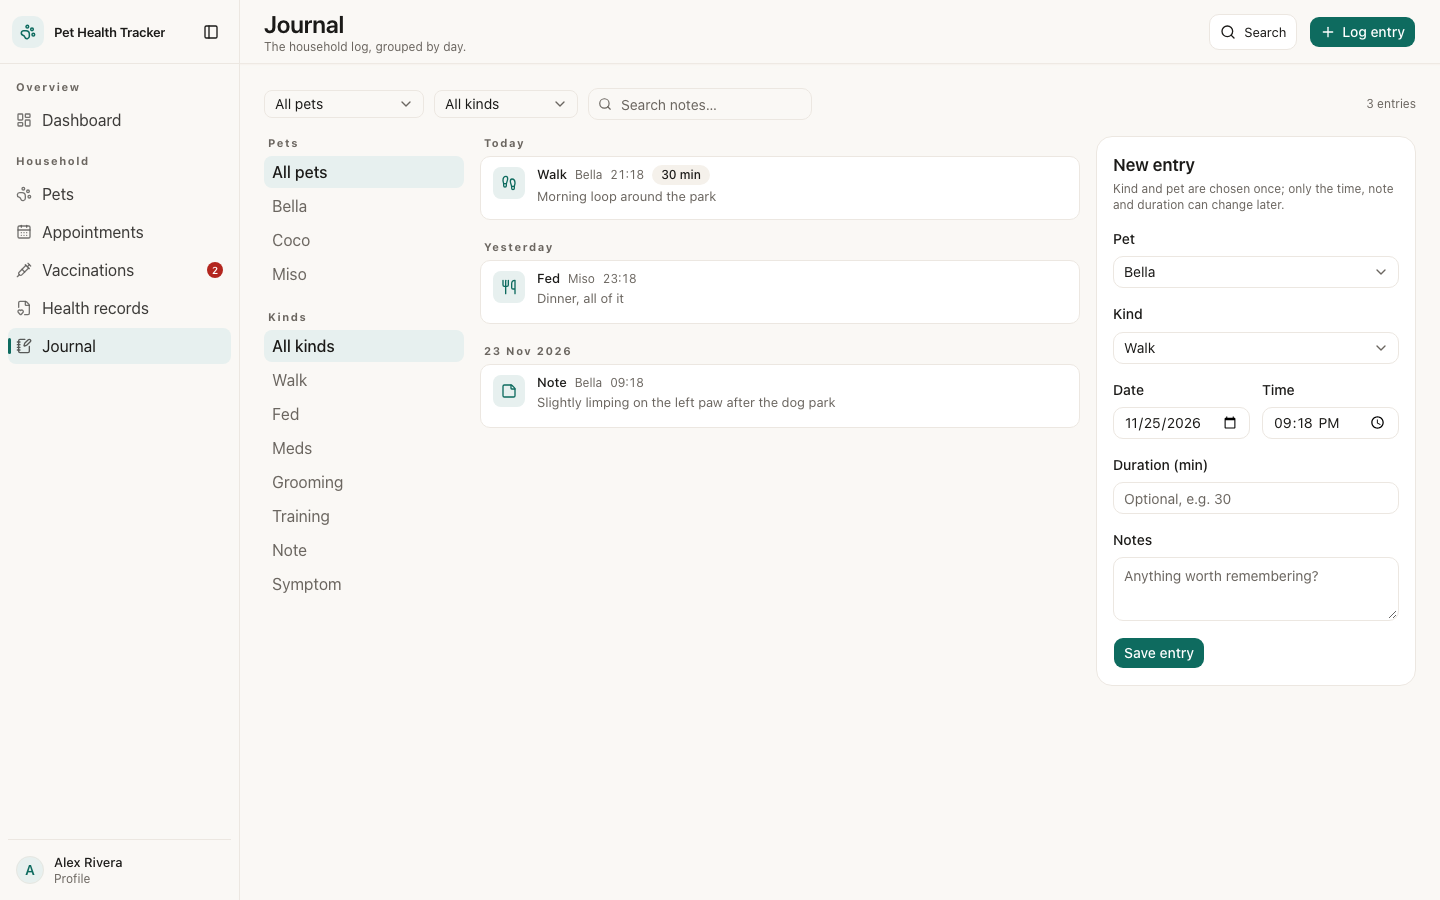 Pet Health Tracker
Overview
Dashboard
Household
Pets
Appointments
Vaccinations 2
Health records
Journal
A
Alex Rivera
Profile
Journal
The household log, grouped by day.
Search
Log entry
All pets
All kinds
Search notes...
3 entries
Pets
All pets
Bella
Coco
Miso
Kinds
All kinds
Walk
Fed
Meds
Grooming
Training
Note
Symptom
Today
Walk Bella 21:18 30 min
Morning loop around the park
Yesterday
Fed Miso 23:18
Dinner, all of it
23 Nov 2026
Note Bella 09:18
Slightly limping on the left paw after the dog park
New entry
Kind and pet are chosen once; only the time, note
and duration can change later.
Pet
Bella
Kind
Walk
Date Time
11/25/2026 09:18 PM
Duration (min)
Optional, e.g. 30
Notes
Anything worth remembering?
Save entry